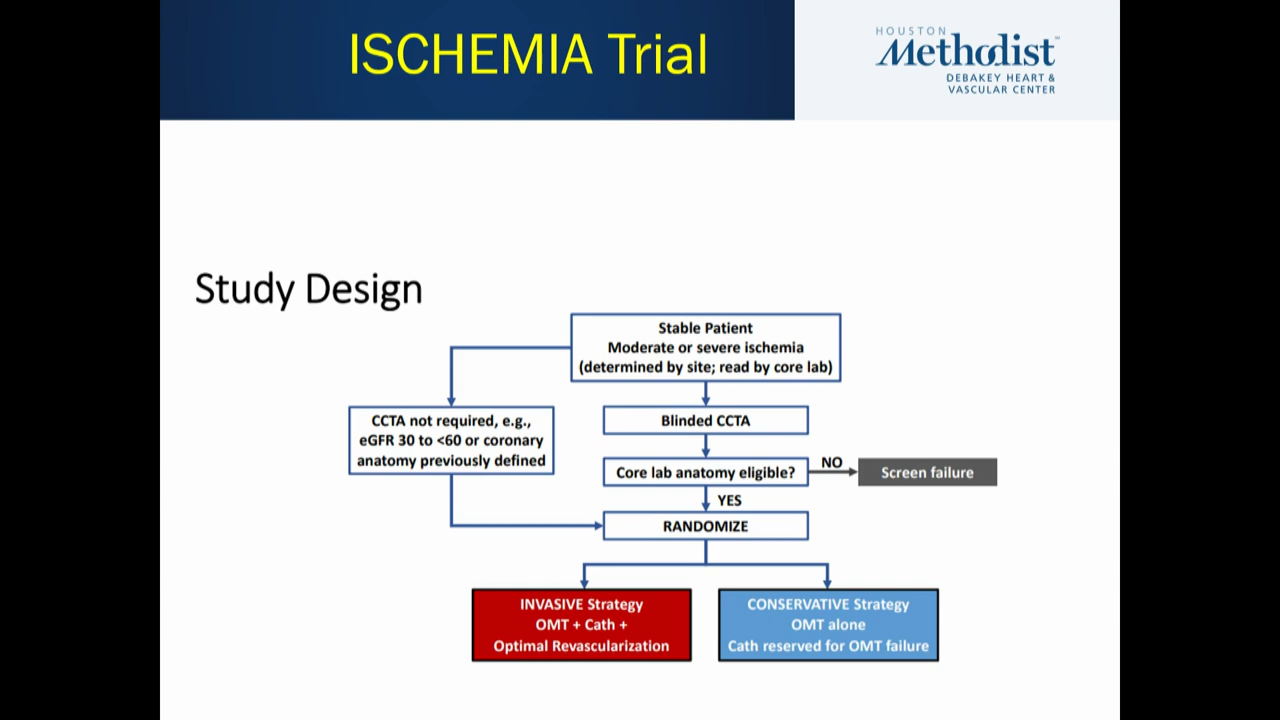 ISCHEMIA Trial
HOUSTON
Methodist
DEBAKEY HEART &
VASCULAR CENTER
Study Design
Stable Patient
Moderate or severe ischemia
(determined by site; read by core lab)
CCTA not required, e.g.,
eGFR 30 to <60 or coronary
anatomy previously defined
Blinded CCTA
Core lab anatomy eligible?
NO
Screen failure
YES
RANDOMIZE
INVASIVE Strategy
OMT + Cath +
Optimal Revascularization
CONSERVATIVE Strategy
OMT alone
Cath reserved for OMT failure